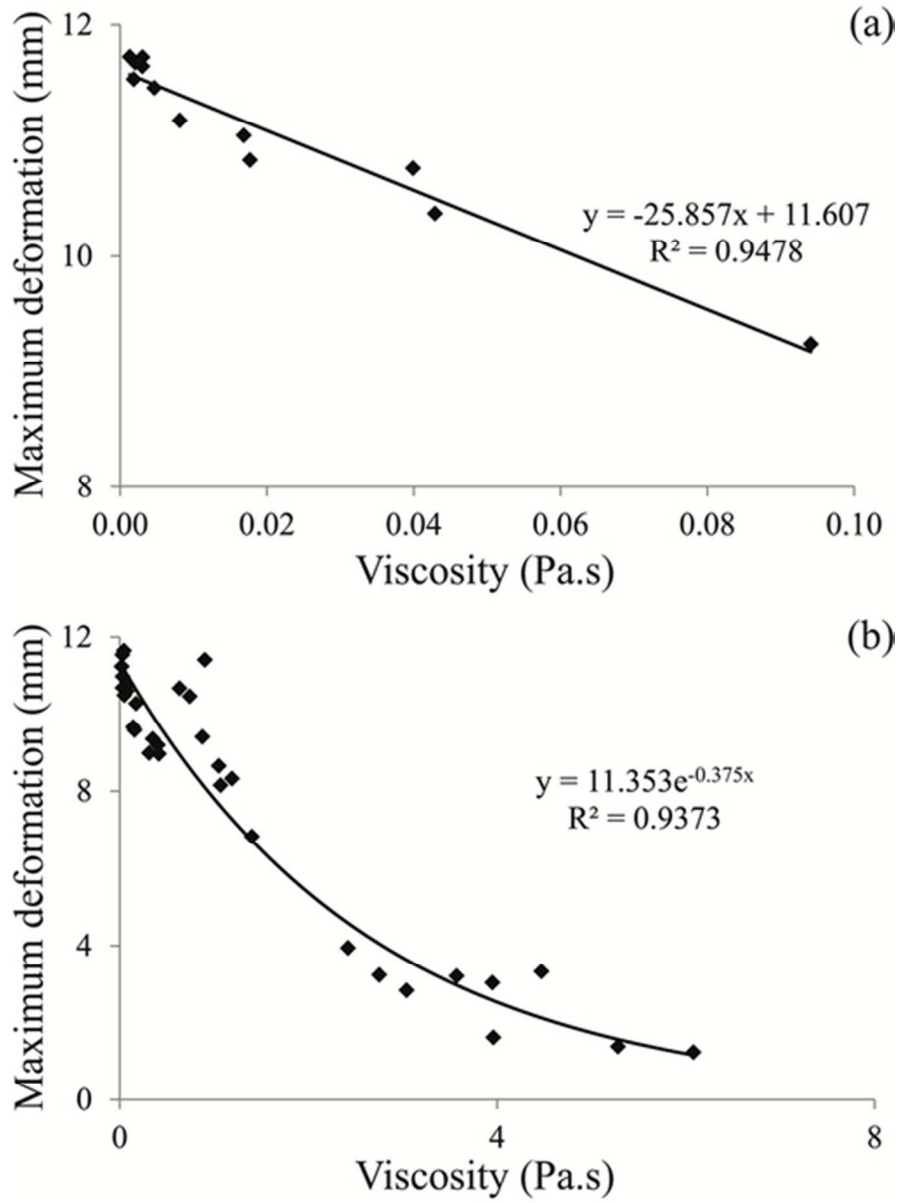 (a)
Maximum deformation (mm)
12
10
8
y = -25.857x + 11.607
R² = 0.9478
0.00 0.02 0.04 0.06 0.08 0.10
Viscosity (Pa.s)
(b)
Maximum deformation (mm)
12
8
4
0
y = 11.353e^-0.375x
R² = 0.9373
0 4 8
Viscosity (Pa.s)